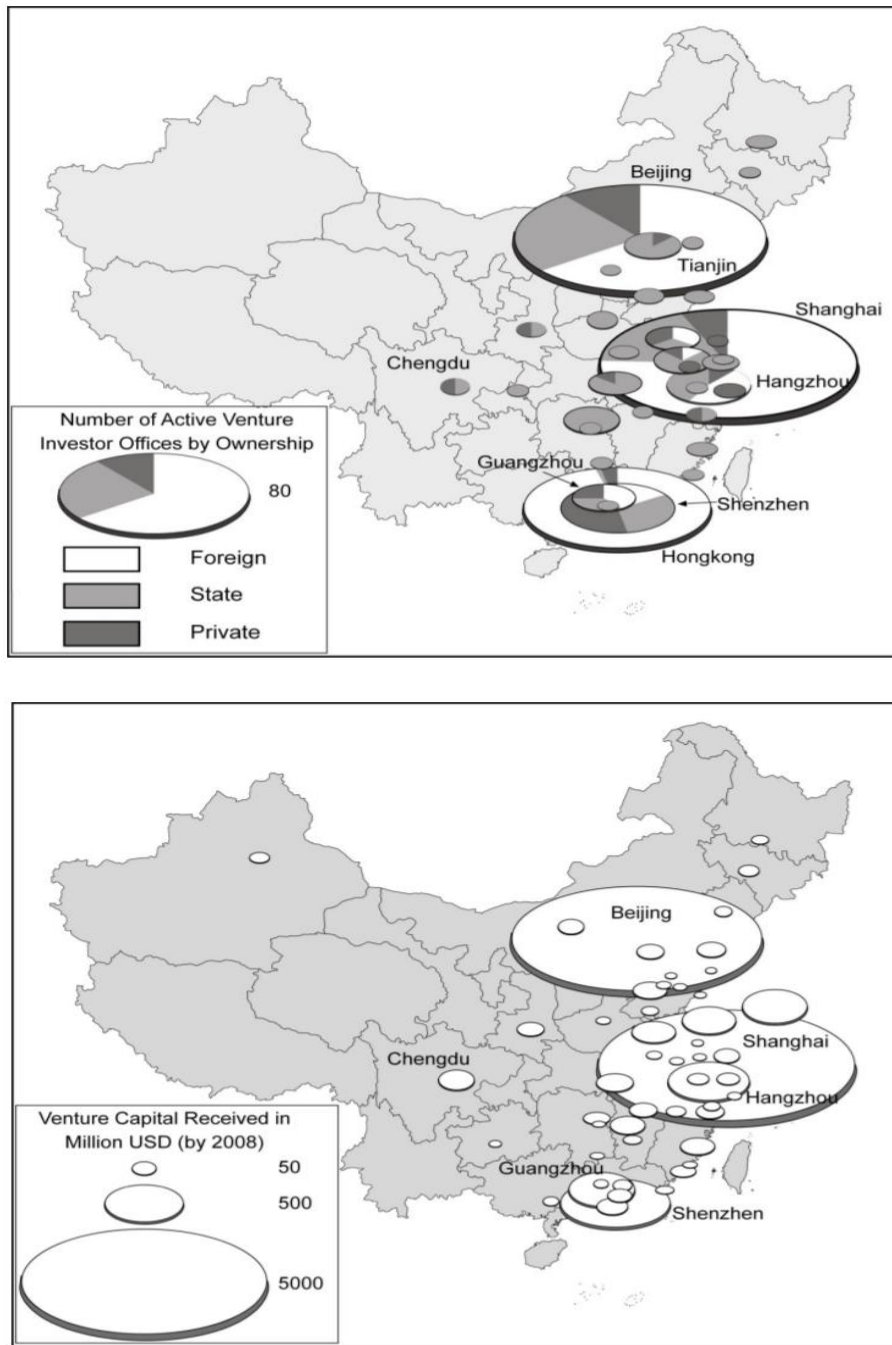 Beijing
Tianjin
Shanghai
Chengdu
Hangzhou
Number of Active Venture
Investor Offices by Ownership
80
Guangzhou
Shenzhen
Foreign
Hongkong
State
Private
Beijing
Shanghai
Chengdu
Hangzhou
Venture Capital Received in
Million USD (by 2008)
50
Guangzhou
500
Shenzhen
5000